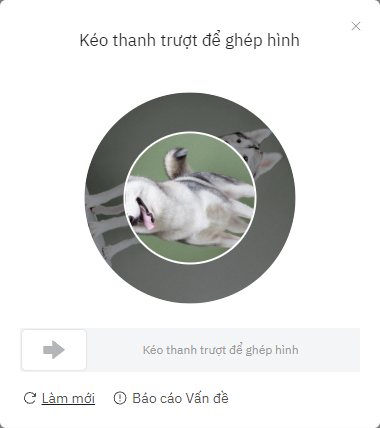 Kéo thanh trượt để ghép hình
Kéo thanh trượt để ghép hình
Làm mới
Báo cáo Vấn đề